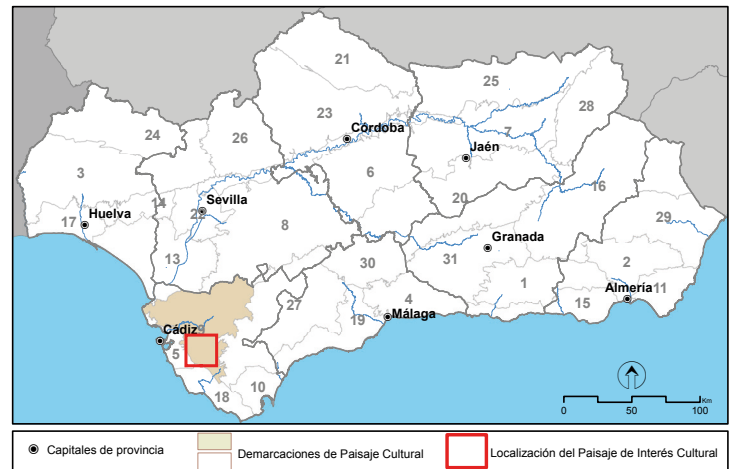 21
25
24
26
23
28
Córdoba
7
3
Jaén
6
16
20
14
Sevilla
22
17
Huelva
29
8
Granada
13
31
2
30
27
1
Almería
11
4
15
19
Málaga
9
Cádiz
5
10
18
0 50 100 Km
Capitales de provincia
Demarcaciones de Paisaje Cultural
Localización del Paisaje de Interés Cultural